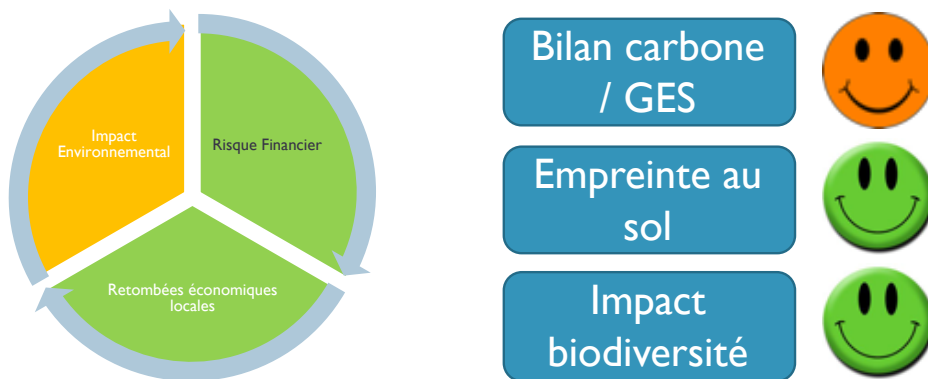 Impact
Environnemental
Risque Financier
Retombées économiques
locales
Bilan carbone
/ GES
Empreinte au
sol
Impact
biodiversité